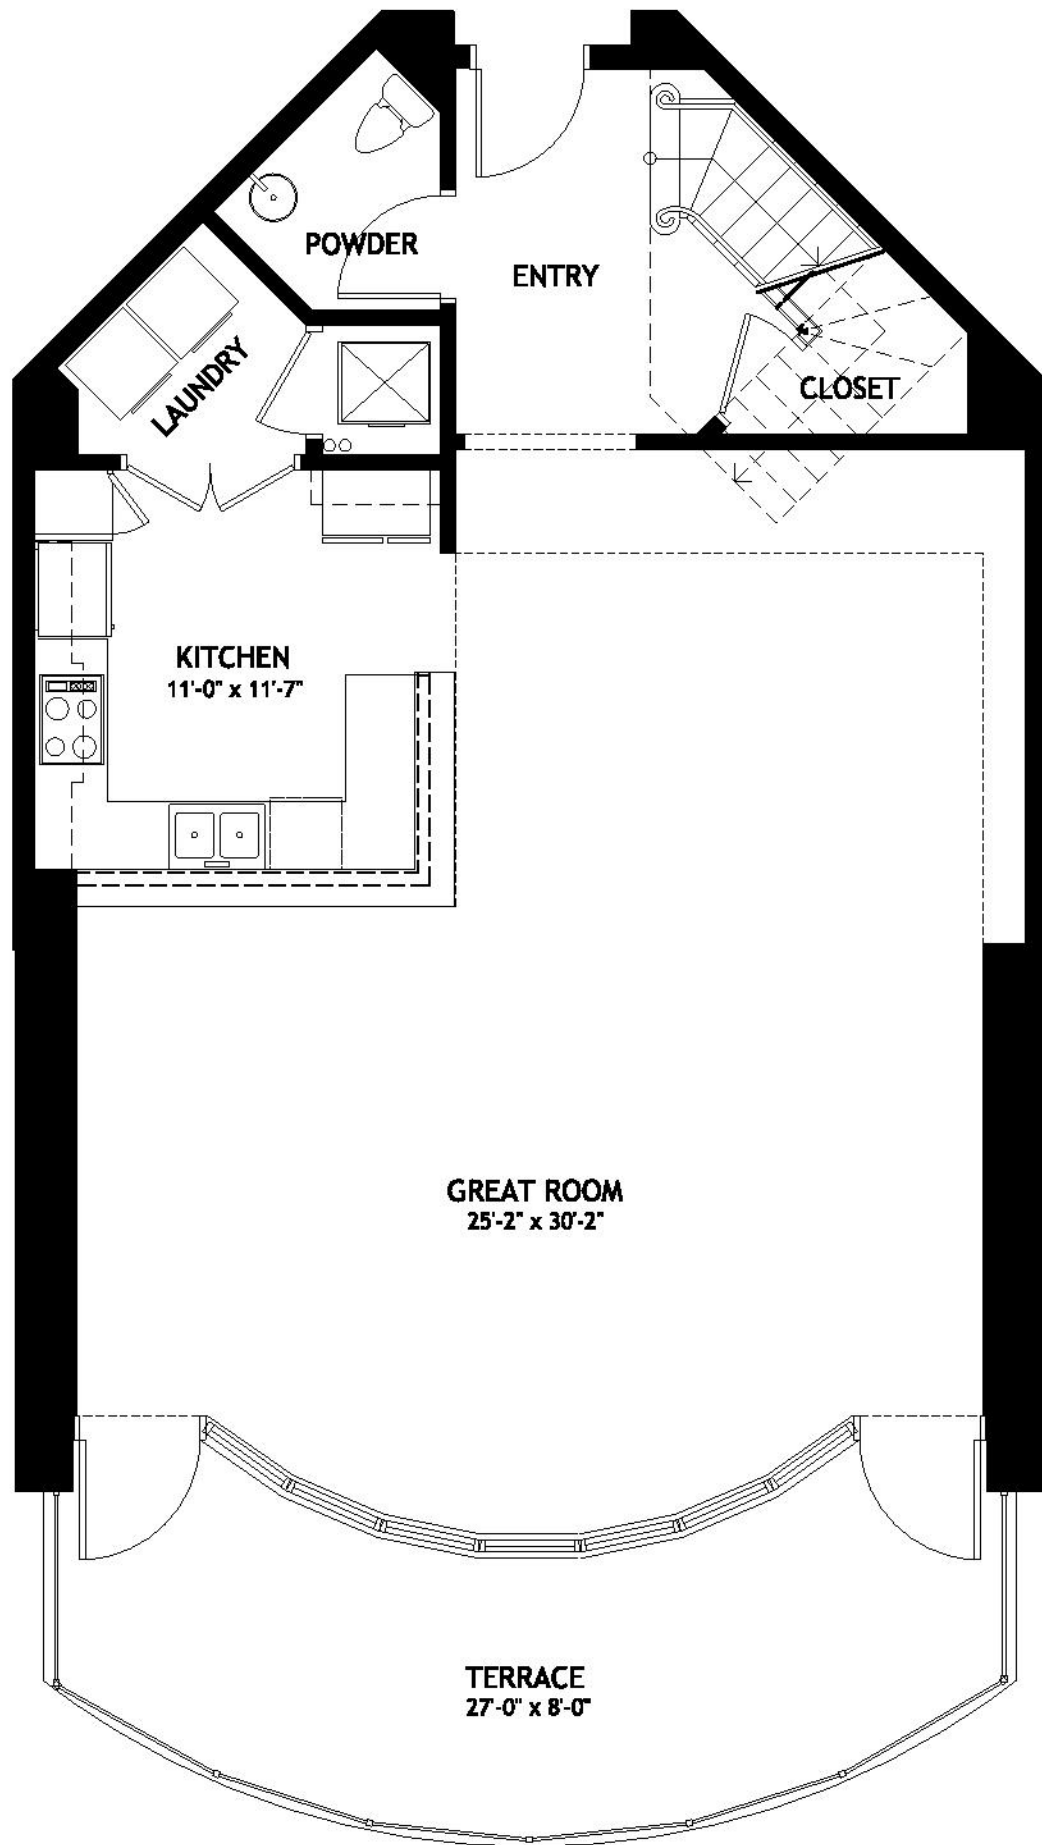 POWDER
ENTRY
LAUNDRY
CLOSET
KITCHEN
11'-0" x 11'-7"
GREAT ROOM
25'-2" x 30'-2"
TERRACE
27'-0" x 8'-0"